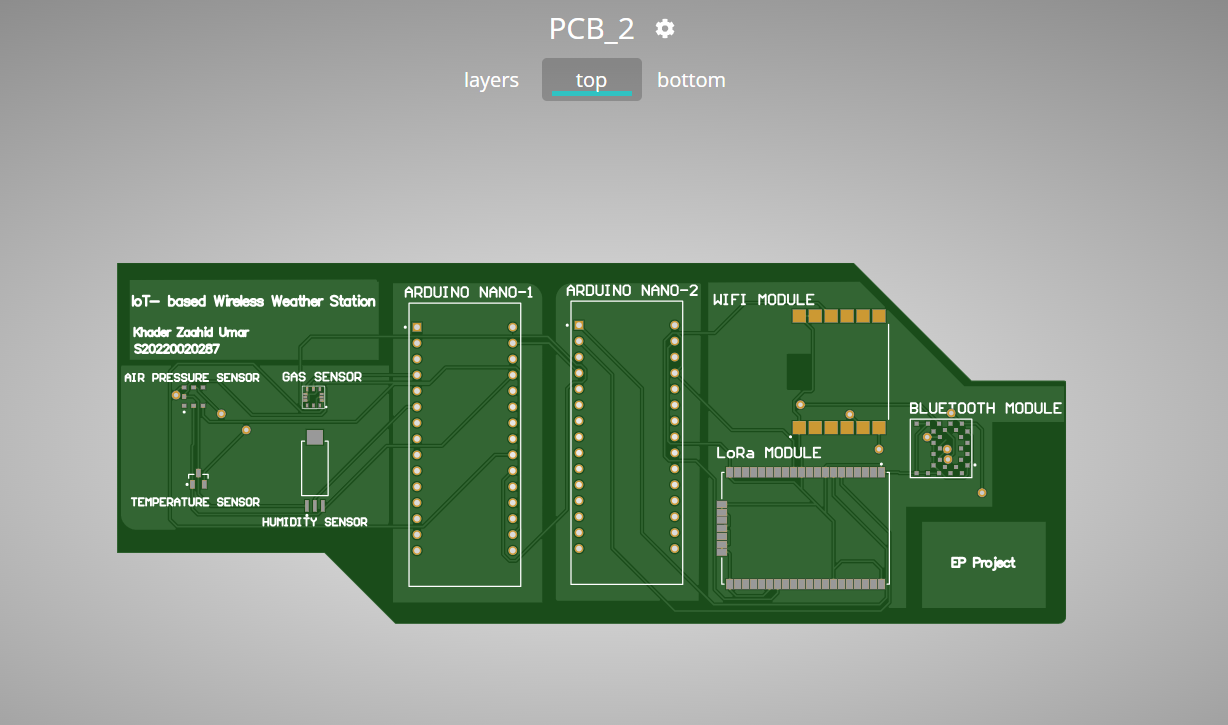 PCB_2
layers top bottom
IoT- based Wireless Weather Station
Khader Zaahid Umar
S20220020287
ARDUINO NANO-1
ARDUINO NANO-2
WIFI MODULE
AIR PRESSURE SENSOR
GAS SENSOR
BLUETOOTH MODULE
LoRa MODULE
TEMPERATURE SENSOR
HUMIDITY SENSOR
EP Project